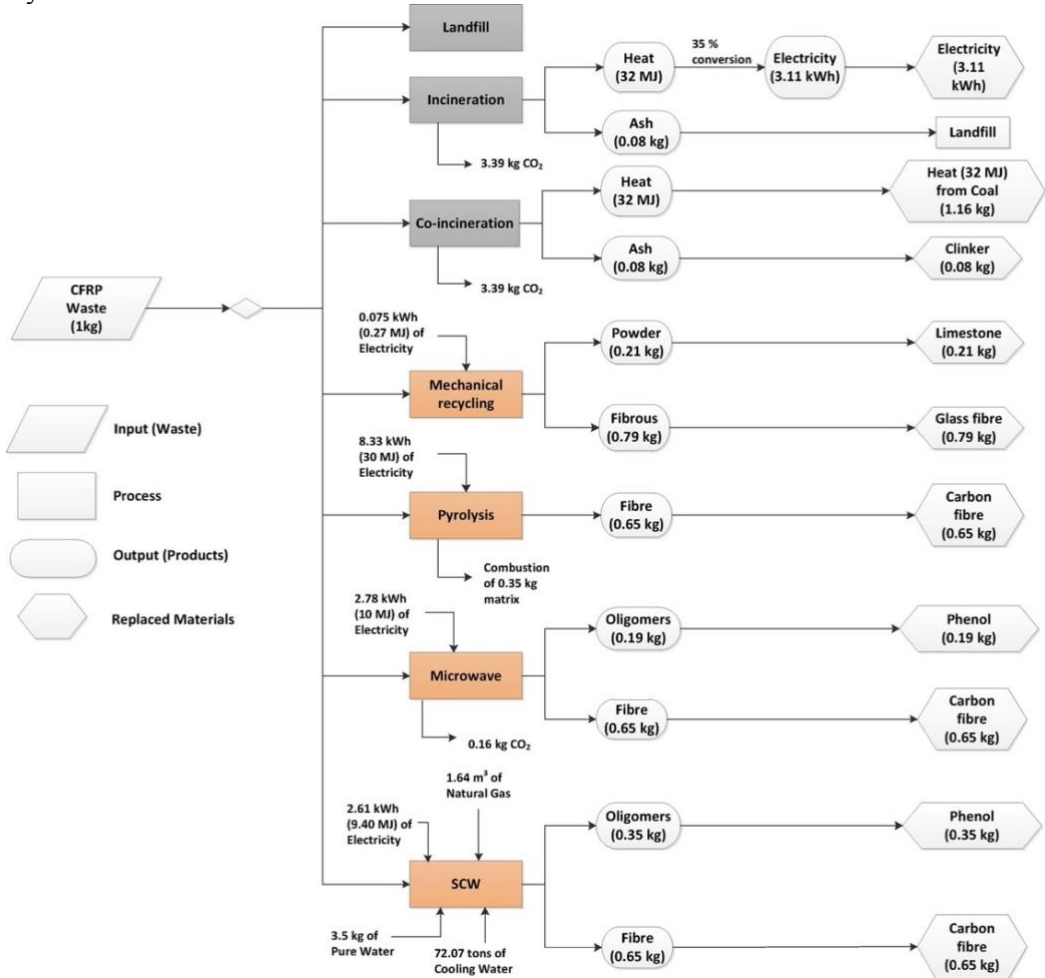 Landfill
Heat
(32 MJ)
35 %
conversion
Electricity
(3.11 kWh)
Electricity
(3.11
kWh)
Incineration
Ash
(0.08 kg)
Landfill
3.39 kg CO₂
Heat
(32 MJ)
Heat (32 MJ)
from Coal
(1.16 kg)
Co-incineration
Ash
(0.08 kg)
Clinker
(0.08 kg)
3.39 kg CO₂
CFRP
Waste
(1kg)
0.075 kWh
(0.27 MJ) of
Electricity
Powder
(0.21 kg)
Limestone
(0.21 kg)
Mechanical
recycling
Fibrous
(0.79 kg)
Glass fibre
(0.79 kg)
Input (Waste)
Process
Output (Products)
Replaced Materials
8.33 kWh
(30 MJ) of
Electricity
Pyrolysis
Fibre
(0.65 kg)
Carbon
fibre
(0.65 kg)
Combustion
of 0.35 kg
matrix
2.78 kWh
(10 MJ) of
Electricity
Oligomers
(0.19 kg)
Phenol
(0.19 kg)
Microwave
Fibre
(0.65 kg)
Carbon
fibre
(0.65 kg)
0.16 kg CO₂
1.64 m³ of
Natural Gas
2.61 kWh
(9.40 MJ) of
Electricity
Oligomers
(0.35 kg)
Phenol
(0.35 kg)
SCW
3.5 kg of
Pure Water
72.07 tons of
Cooling Water
Fibre
(0.65 kg)
Carbon
fibre
(0.65 kg)